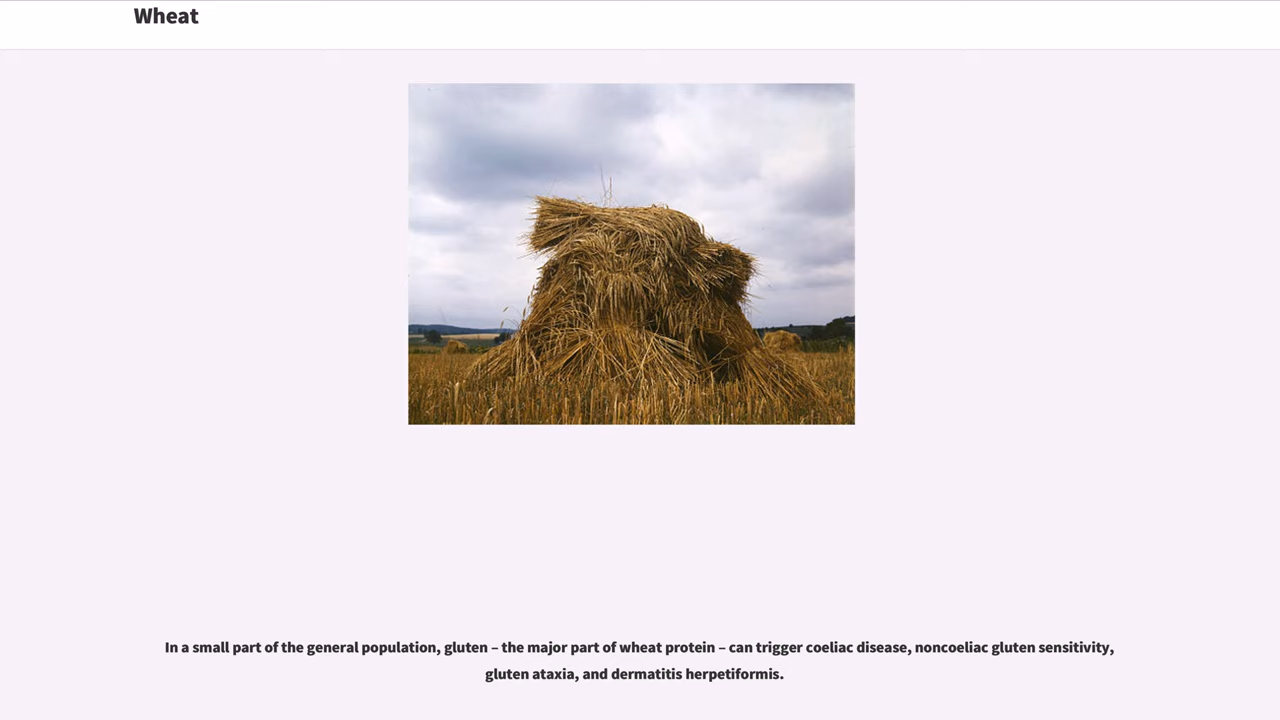 Wheat
In a small part of the general population, gluten – the major part of wheat protein – can trigger coeliac disease, noncoeliac gluten sensitivity,
gluten ataxia, and dermatitis herpetiformis.